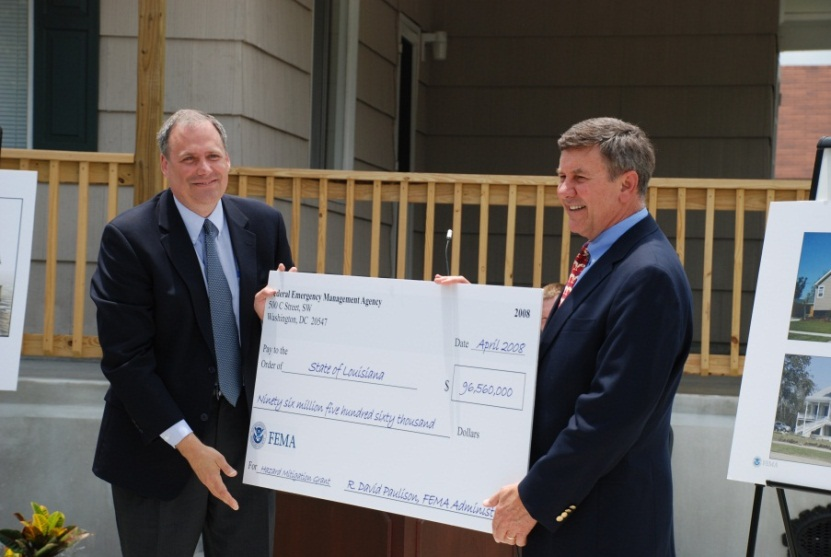 Federal Emergency Management Agency
500 C Street, SW
Washington, DC 20547
2008
Date April 2008
Pay to the
Order of State of Louisiana
$ 96,560,000
Ninety six million five hundred sixty thousand Dollars
FEMA
For Hazard Mitigation Grant
R. David Paulison, FEMA Administ